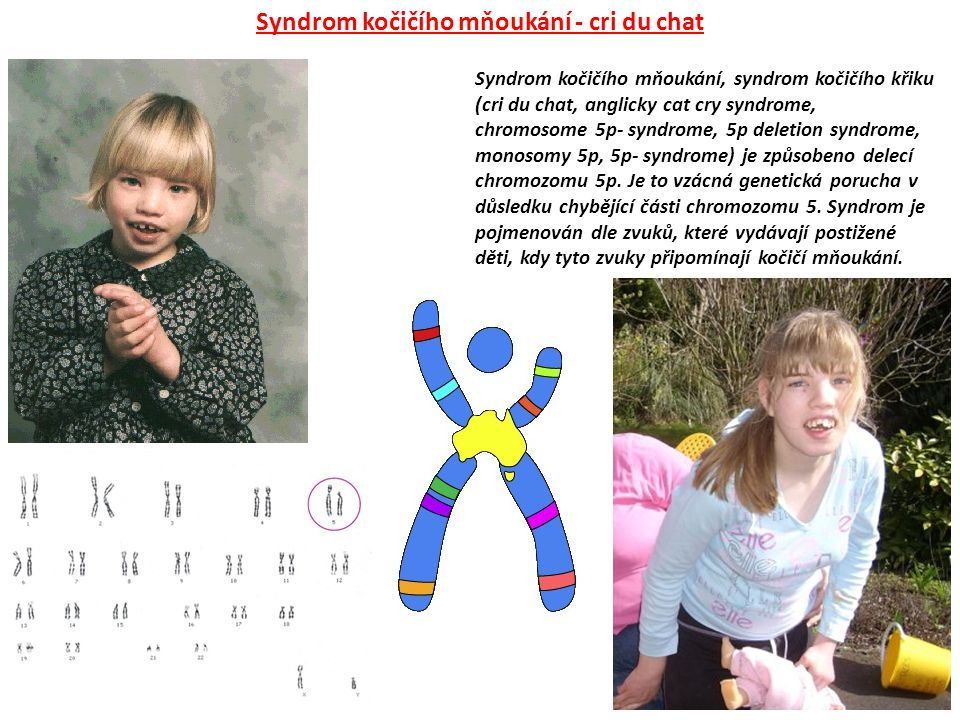 Syndrom kočičího mňoukání - cri du chat
Syndrom kočičího mňoukání, syndrom kočičího křiku
(cri du chat, anglicky cat cry syndrome,
chromosome 5p- syndrome, 5p deletion syndrome,
monosomy 5p, 5p- syndrome) je způsobeno delecí
chromozomu 5p. Je to vzácná genetická porucha v
důsledku chybějící části chromozomu 5. Syndrom je
pojmenován dle zvuků, které vydávají postižené
děti, kdy tyto zvuky připomínají kočičí mňoukání.
1 2 3 4 5
6 7 8 9 10 11 12
13 14 15 16 17 18
19 20 21 22
X Y
elle
elle
elle